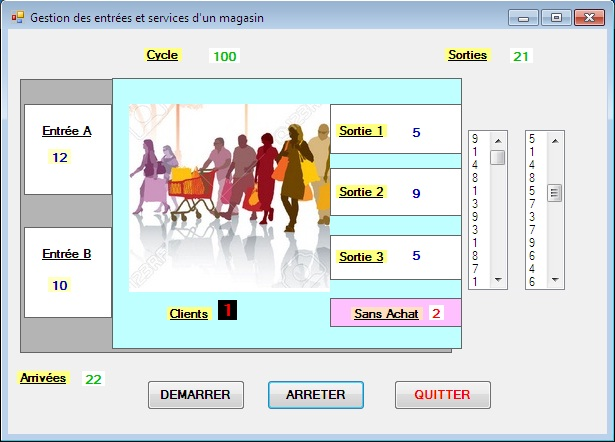 Gestion des entrées et services d'un magasin
Cycle 100 Sorties 21
Entrée A
12
Entrée B
10
Sortie 1 5
Sortie 2 9
Sortie 3 5
Clients 1
Sans Achat 2
9
1
4
8
1
3
9
3
1
8
7
1
5
1
4
8
5
7
3
7
9
6
4
6
Arrivées 22
DEMARRER ARRETER QUITTER